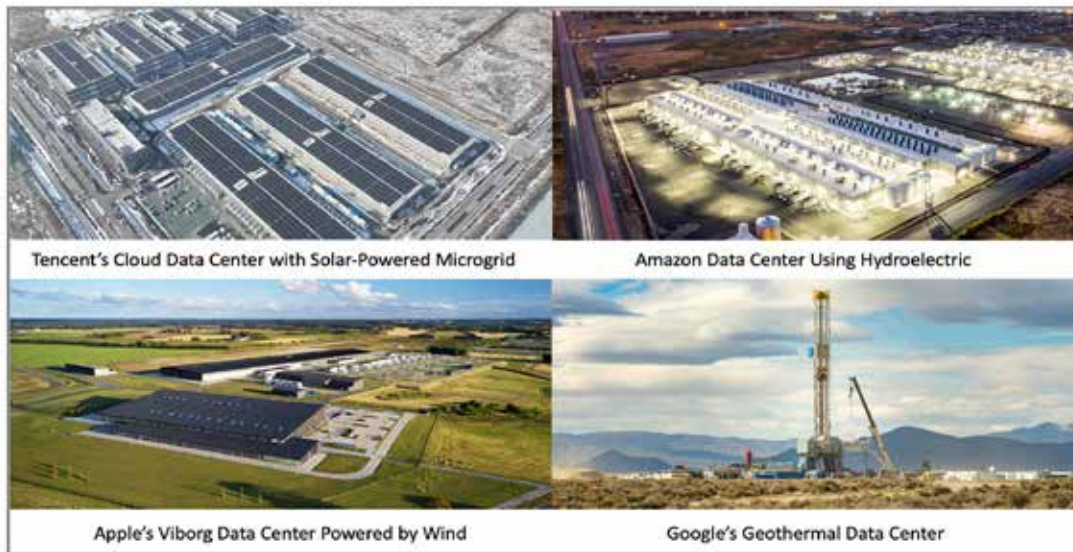 Tencent's Cloud Data Center with Solar-Powered Microgrid
Amazon Data Center Using Hydroelectric
Apple's Viborg Data Center Powered by Wind
Google's Geothermal Data Center